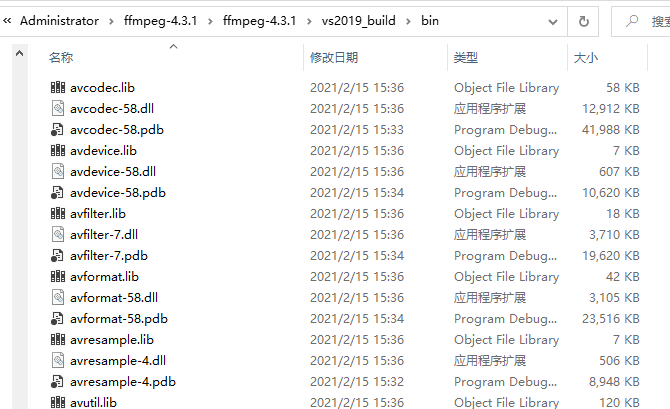 « Administrator › ffmpeg-4.3.1 › ffmpeg-4.3.1 › vs2019_build › bin 搜索
名称 修改日期 类型 大小
avcodec.lib 2021/2/15 15:36 Object File Library 58 KB
avcodec-58.dll 2021/2/15 15:36 应用程序扩展 12,912 KB
avcodec-58.pdb 2021/2/15 15:33 Program Debug... 41,988 KB
avdevice.lib 2021/2/15 15:36 Object File Library 7 KB
avdevice-58.dll 2021/2/15 15:36 应用程序扩展 607 KB
avdevice-58.pdb 2021/2/15 15:34 Program Debug... 10,620 KB
avfilter.lib 2021/2/15 15:36 Object File Library 18 KB
avfilter-7.dll 2021/2/15 15:36 应用程序扩展 3,710 KB
avfilter-7.pdb 2021/2/15 15:34 Program Debug... 19,620 KB
avformat.lib 2021/2/15 15:36 Object File Library 42 KB
avformat-58.dll 2021/2/15 15:36 应用程序扩展 3,105 KB
avformat-58.pdb 2021/2/15 15:34 Program Debug... 23,516 KB
avresample.lib 2021/2/15 15:36 Object File Library 7 KB
avresample-4.dll 2021/2/15 15:36 应用程序扩展 506 KB
avresample-4.pdb 2021/2/15 15:32 Program Debug... 8,948 KB
avutil.lib 2021/2/15 15:36 Object File Library 120 KB